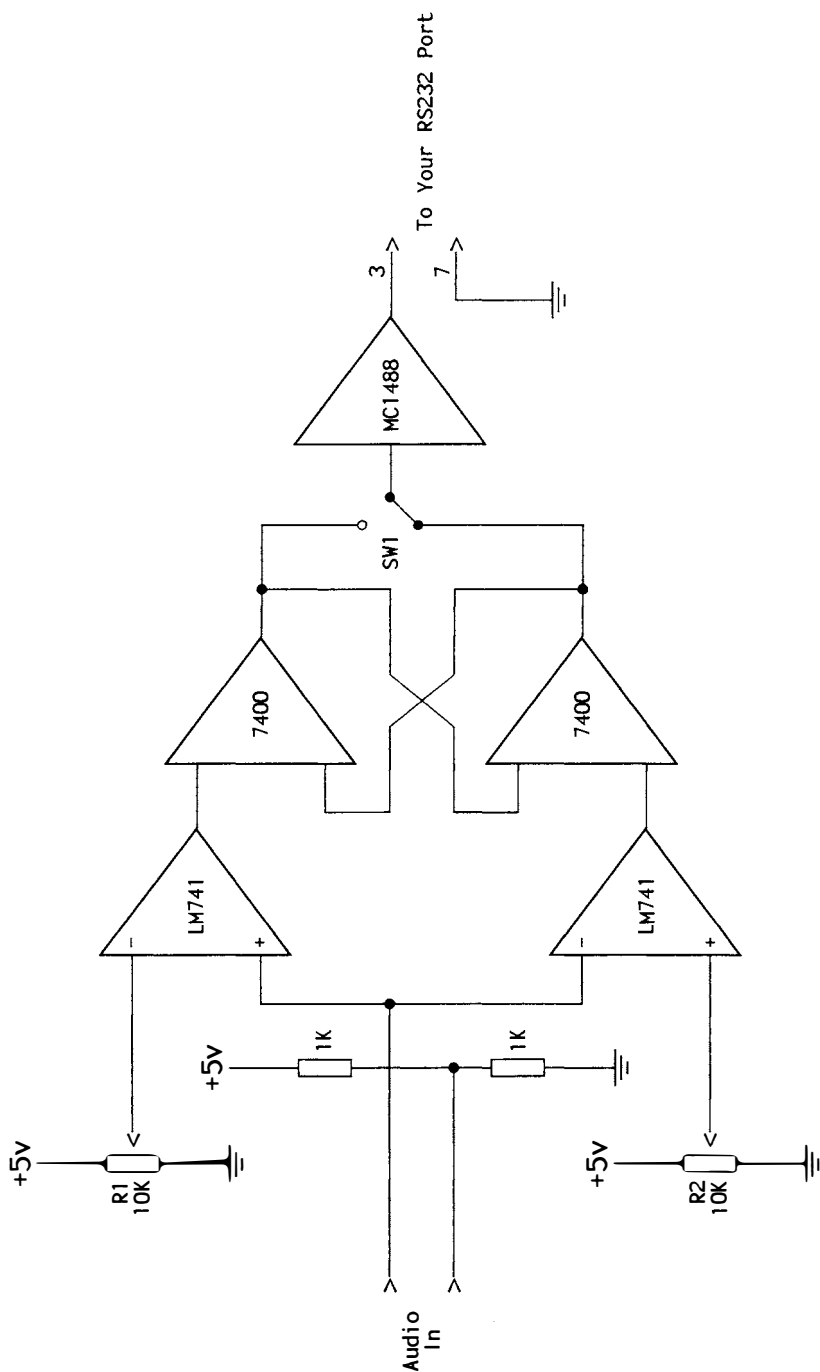 +5v
R1
10K
LM741
-
+
7400
+5v
1K
1K
Audio
In
SW1
MC1488
3
7
To Your RS232 Port
+5v
R2
10K
-
+
LM741
7400